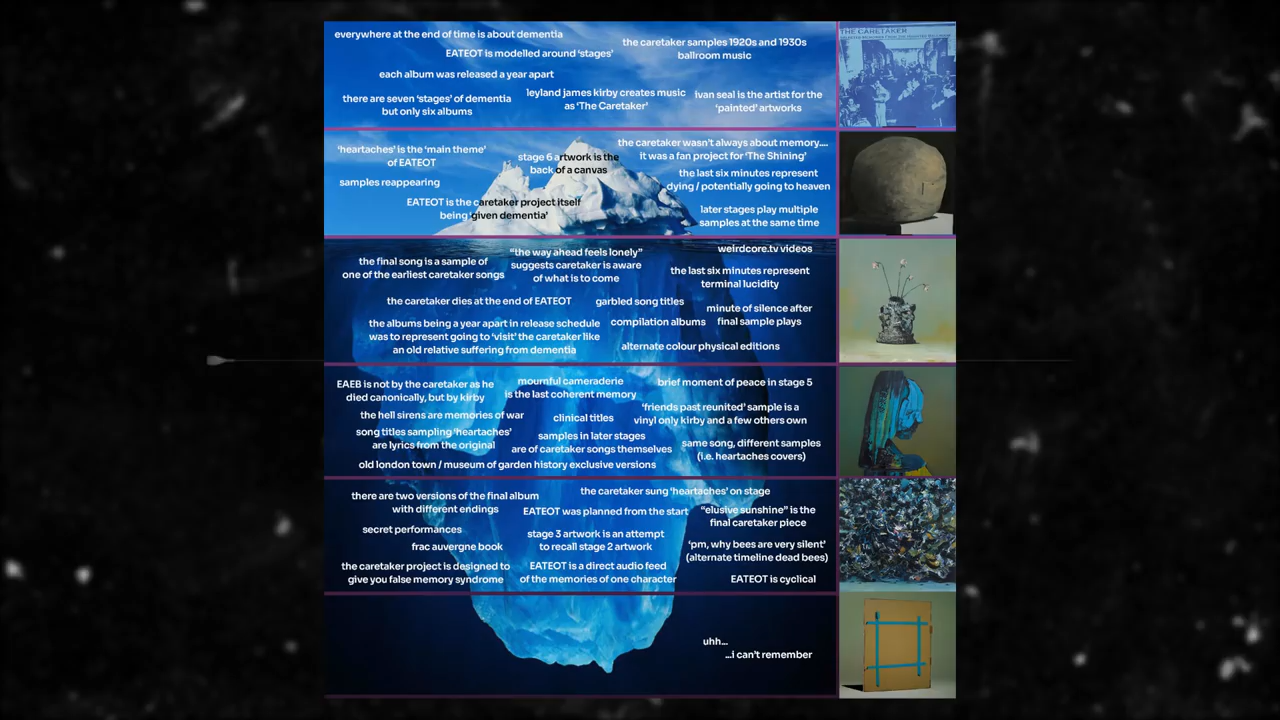 everywhere at the end of time is about dementia
EATEOT is modelled around ‘stages’
the caretaker samples 1920s and 1930s
ballroom music
each album was released a year apart
there are seven ‘stages’ of dementia
but only six albums
leyland james kirby creates music
as ‘The Caretaker’
ivan seal is the artist for the
‘painted’ artworks
THE CARETAKER
‘heartaches’ is the ‘main theme’
of EATEOT
stage 6 artwork is the
back of a canvas
the caretaker wasn’t always about memory....
it was a fan project for ‘The Shining’
samples reappearing
the last six minutes represent
dying / potentially going to heaven
EATEOT is the caretaker project itself
being ‘given dementia’
later stages play multiple
samples at the same time
the final song is a sample of
one of the earliest caretaker songs
“the way ahead feels lonely”
suggests caretaker is aware
of what is to come
weirdcore.tv videos
the last six minutes represent
terminal lucidity
the caretaker dies at the end of EATEOT
garbled song titles
minute of silence after
final sample plays
the albums being a year apart in release schedule
was to represent going to ‘visit’ the caretaker like
an old relative suffering from dementia
compilation albums
alternate colour physical editions
EAEB is not by the caretaker as he
died canonically, but by kirby
mournful cameraderie
is the last coherent memory
brief moment of peace in stage 5
the hell sirens are memories of war
clinical titles
‘friends past reunited’ sample is a
vinyl only kirby and a few others own
song titles sampling ‘heartaches’
are lyrics from the original
samples in later stages
are of caretaker songs themselves
same song, different samples
(i.e. heartaches covers)
old london town / museum of garden history exclusive versions
there are two versions of the final album
with different endings
the caretaker sung ‘heartaches’ on stage
EATEOT was planned from the start
“elusive sunshine” is the
final caretaker piece
secret performances
frac auvergne book
stage 3 artwork is an attempt
to recall stage 2 artwork
‘pm, why bees are very silent’
(alternate timeline dead bees)
the caretaker project is designed to
give you false memory syndrome
EATEOT is a direct audio feed
of the memories of one character
EATEOT is cyclical
uhh...
...i can’t remember